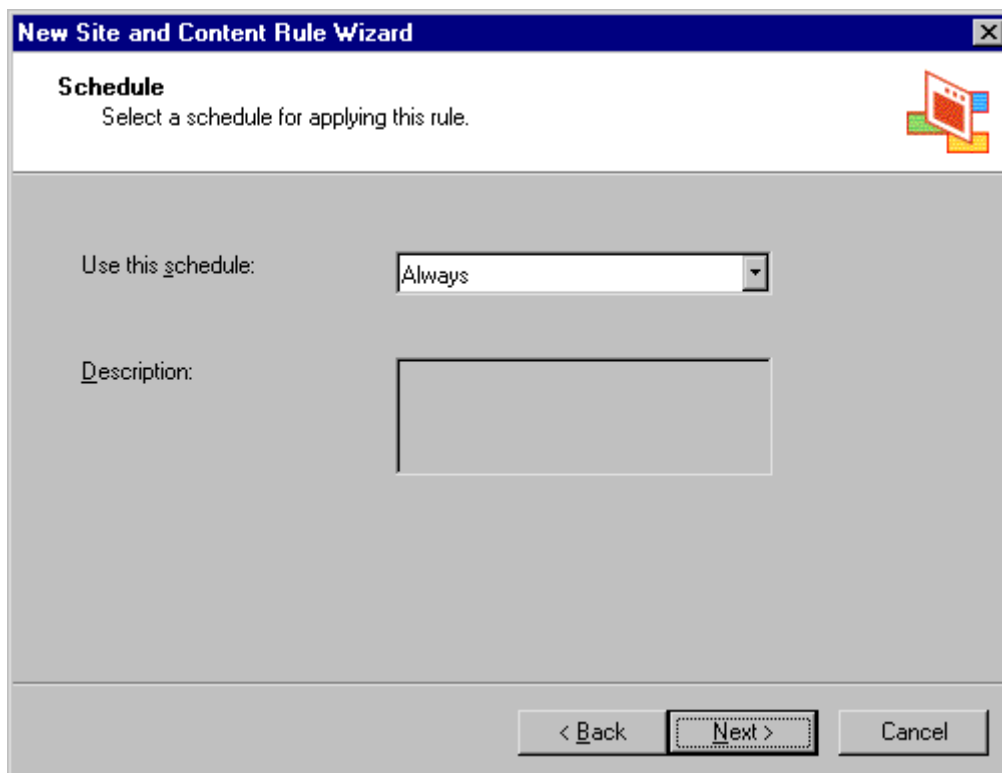 New Site and Content Rule Wizard
Schedule
Select a schedule for applying this rule.
Use this schedule:
Always
Description:
< Back
Next >
Cancel